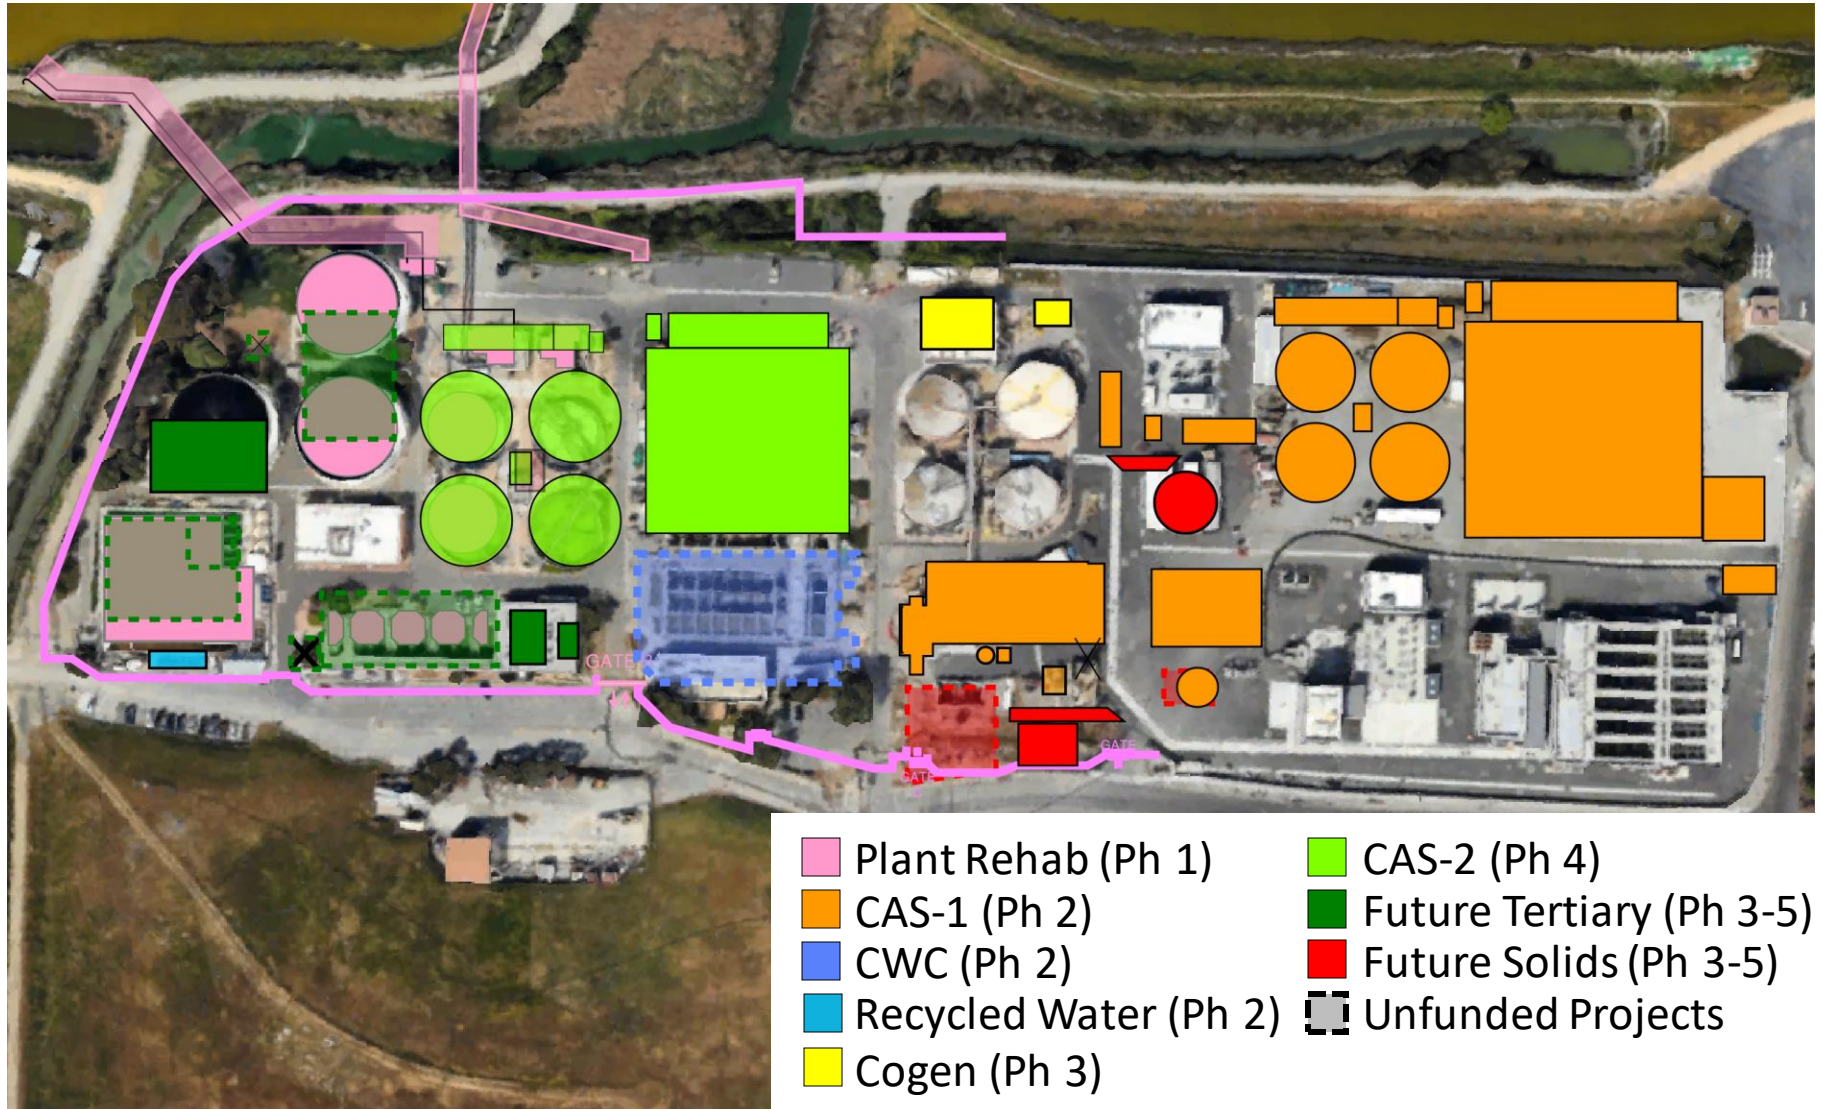 GATE
GATE
GATE
Plant Rehab (Ph 1)
CAS-1 (Ph 2)
CWC (Ph 2)
Recycled Water (Ph 2)
Cogen (Ph 3)
CAS-2 (Ph 4)
Future Tertiary (Ph 3-5)
Future Solids (Ph 3-5)
Unfunded Projects